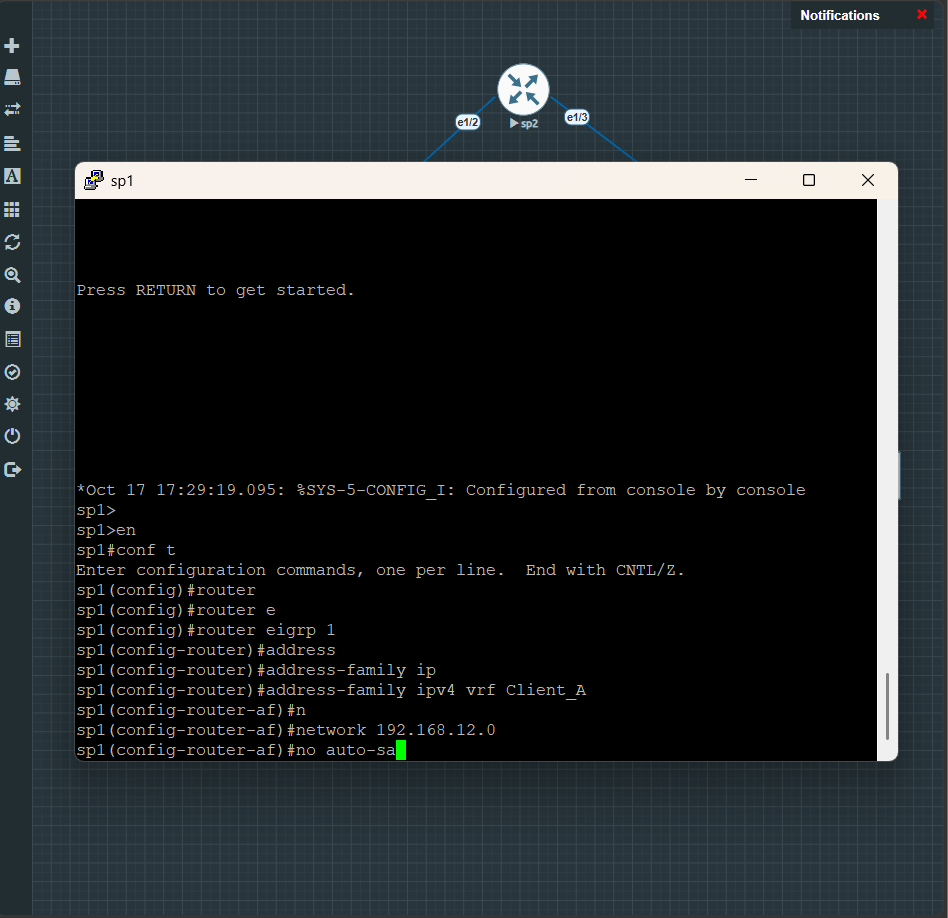 Notifications
e1/2
e1/3
sp2
sp1
Press RETURN to get started.
*Oct 17 17:29:19.095: %SYS-5-CONFIG_I: Configured from console by console
sp1>
sp1>en
sp1#conf t
Enter configuration commands, one per line.  End with CNTL/Z.
sp1(config)#router
sp1(config)#router e
sp1(config)#router eigrp 1
sp1(config-router)#address
sp1(config-router)#address-family ip
sp1(config-router)#address-family ipv4 vrf Client_A
sp1(config-router-af)#n
sp1(config-router-af)#network 192.168.12.0
sp1(config-router-af)#no auto-sa